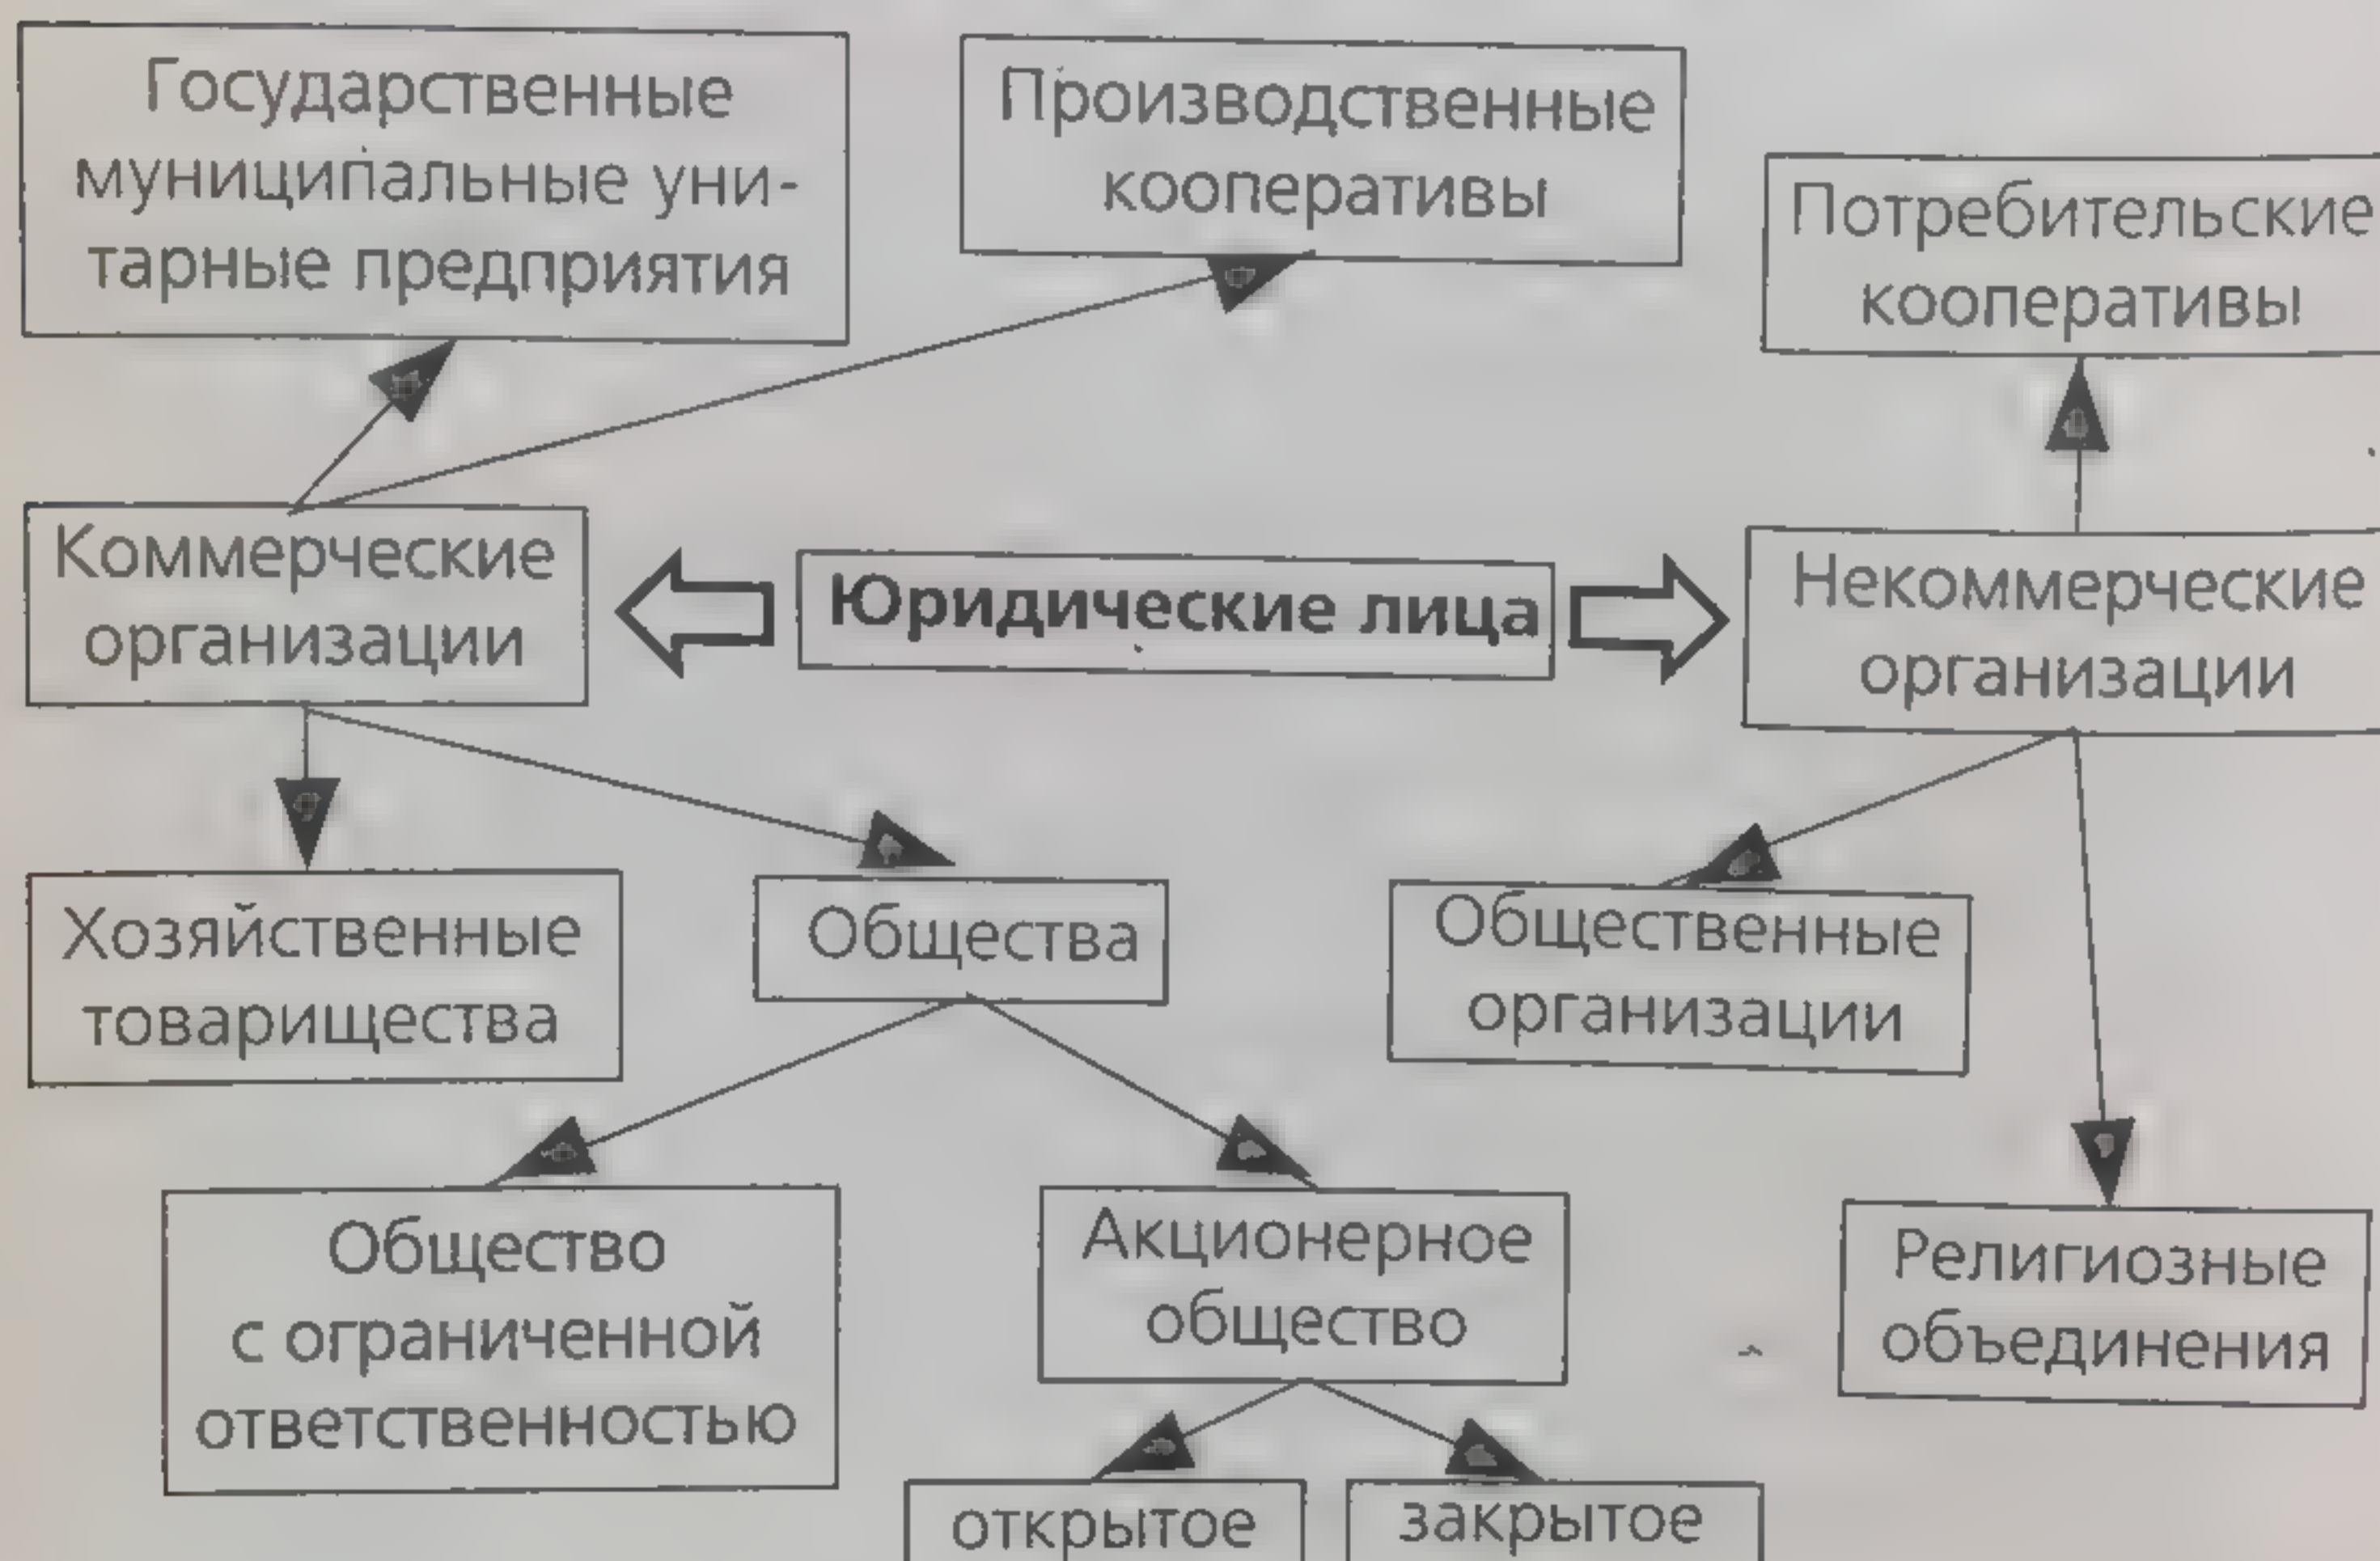 Государственные
муниципальные уни-
тарные предприятия
Производственные
кооперативы
Потребительские
кооперативы
Коммерческие
организации
Юридические лица
Некоммерческие
организации
Хозяйственные
товарищества
Общества
Общественные
организации
Общество
с ограниченной
ответственностью
Акционерное
общество
Религиозные
объединения
открытое
закрытое